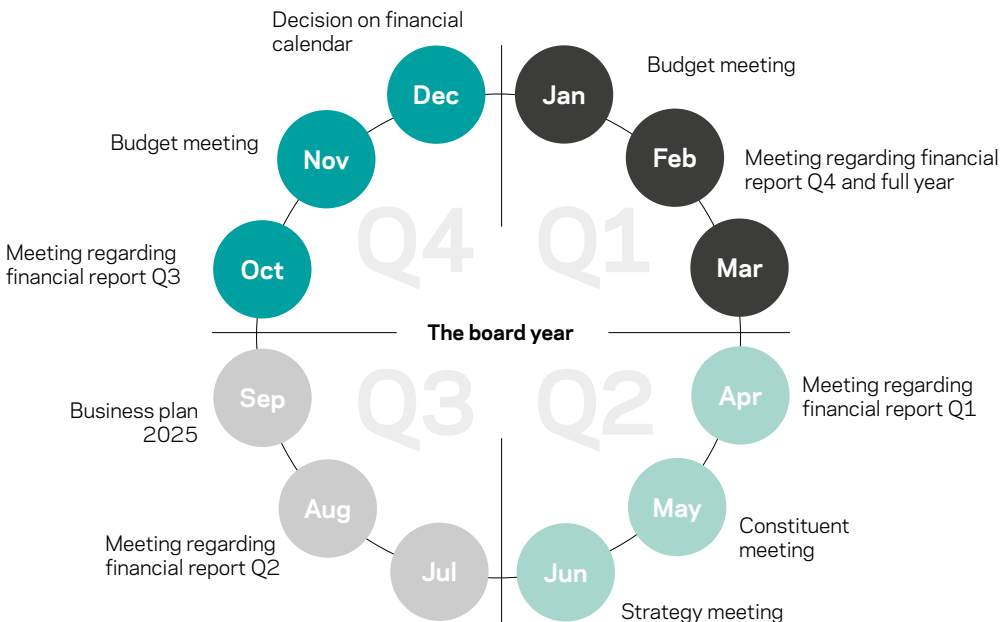 Decision on financial
calendar
Dec
Jan
Budget meeting
Budget meeting
Nov
Feb
Meeting regarding financial
report Q4 and full year
Q4
Q1
Meeting regarding
financial report Q3
Oct
Mar
The board year
Sep
Q3
Q2
Apr
Meeting regarding
financial report Q1
Business plan
2025
Aug
May
Constituent
meeting
Meeting regarding
financial report Q2
Jul
Jun
Strategy meeting